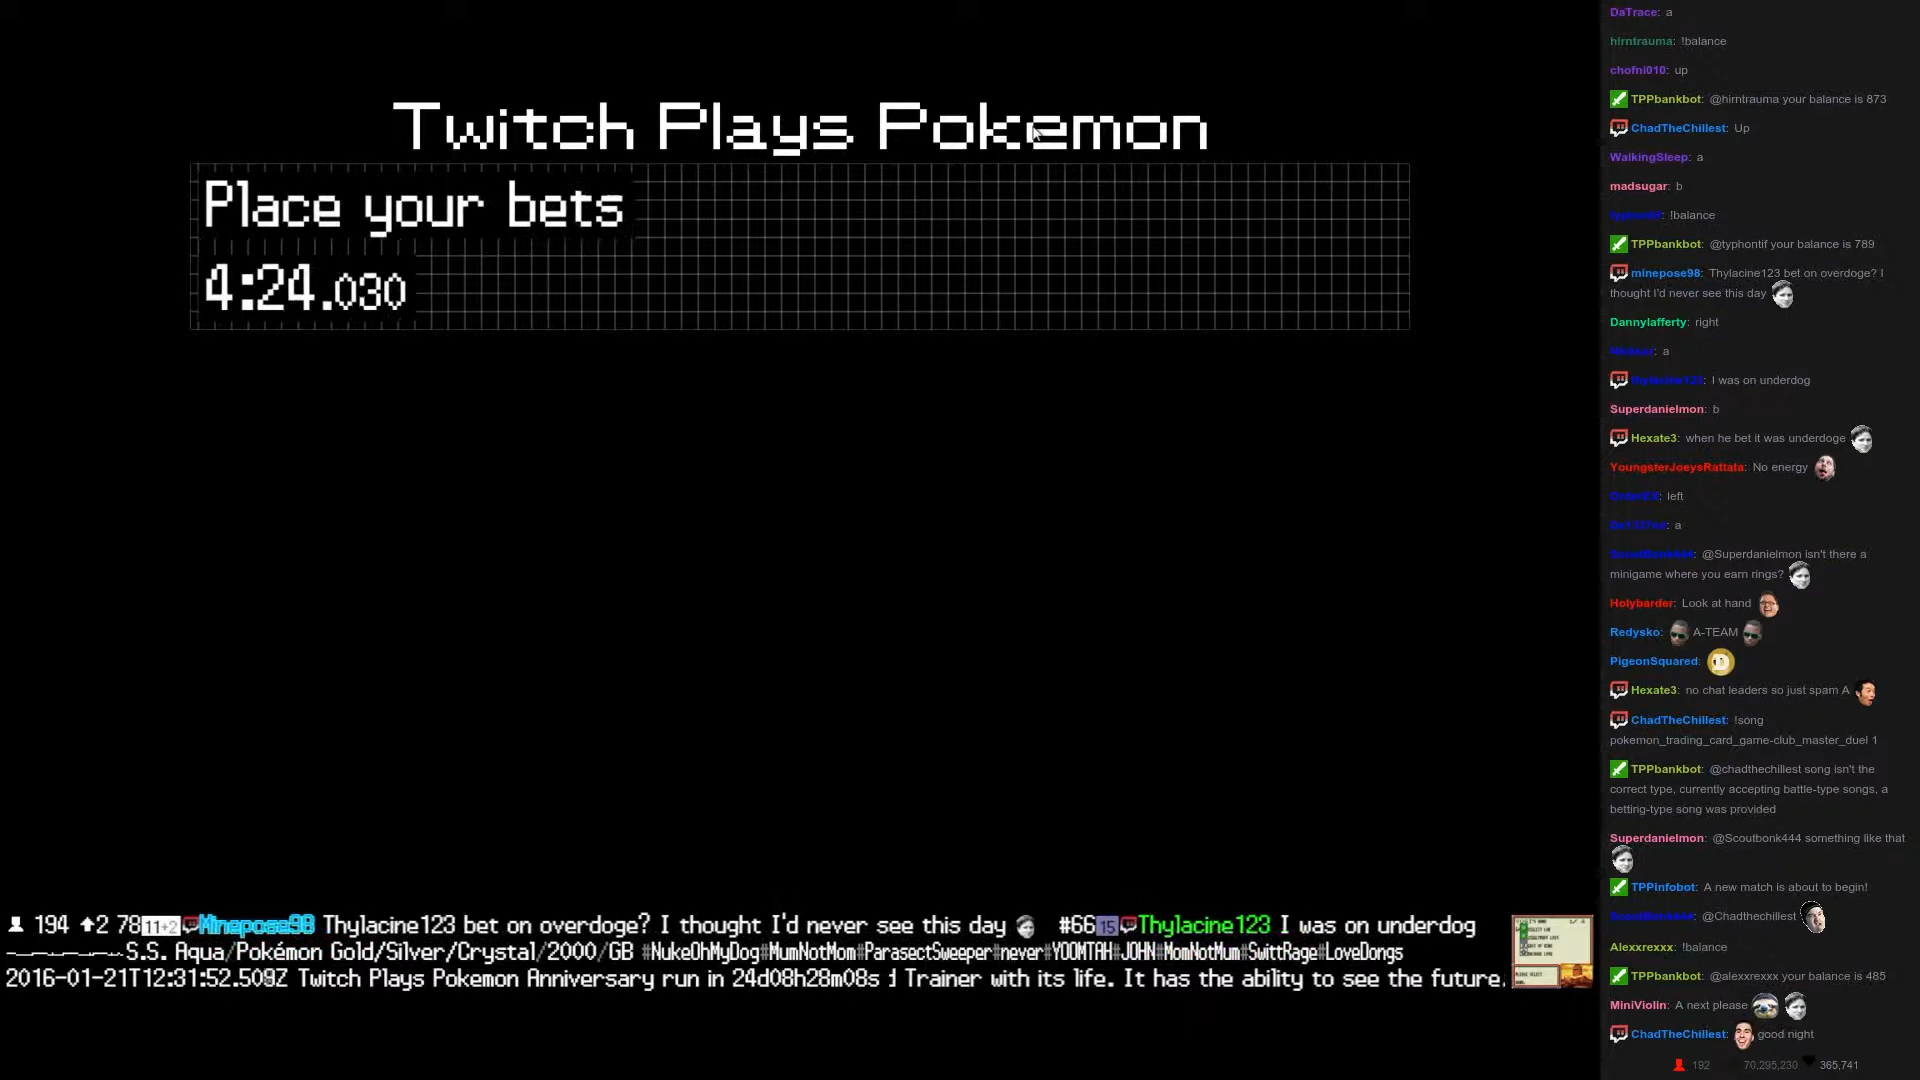 Twitch Plays Pokemon
Place your bets
4:24.030
194 2 78 11+2 Minepose98 Thylacine123 bet on overdoge? I thought I'd never see this day #66 15 Thylacine123 I was on underdog
S.S. Aqua/Pokémon Gold/Silver/Crystal/2000/GB #NukeOhMyDog#MumNotMom#ParasectSweeper#never#YOOMTAH#JOHN#MomNotMum#SwiftRage#LoveDongs
Twitch Plays Pokemon Anniversary run in 24d08h28m08s Trainer with its life. It has the ability to see the future.
DaTrace: a
hirntrauma: !balance
chofni010: up
TPPbankbot: @hirntrauma your balance is 873
ChadTheChillest: Up
WalkingSleep: a
madsugar: b
typhontif: !balance
TPPbankbot: @typhontif your balance is 789
minepose98: Thylacine123 bet on overdoge? I
thought I'd never see this day
Dannylafferty: right
: a
thylacine123: I was on underdog
Superdanielmon: b
Hexate3: when he bet it was underdoge
YoungsterJoeysRattata: No energy
: left
: a
ScoutBonk444: @Superdanielmon isn't there a
minigame where you earn rings?
Holybarder: Look at hand
Redysko: A-TEAM
PigeonSquared:
Hexate3: no chat leaders so just spam A
ChadTheChillest: !song
pokemon_trading_card_game-club_master_duel 1
TPPbankbot: @chadthechillest song isn't the
correct type, currently accepting battle-type songs, a
betting-type song was provided
Superdanielmon: @Scoutbonk444 something like that
TPPinfobot: A new match is about to begin!
ScoutBonk444: @Chadthechillest
Alexxrexxx: !balance
TPPbankbot: @alexxrexxx your balance is 485
MiniViolin: A next please
ChadTheChillest: good night
192 70,295,230 365,741